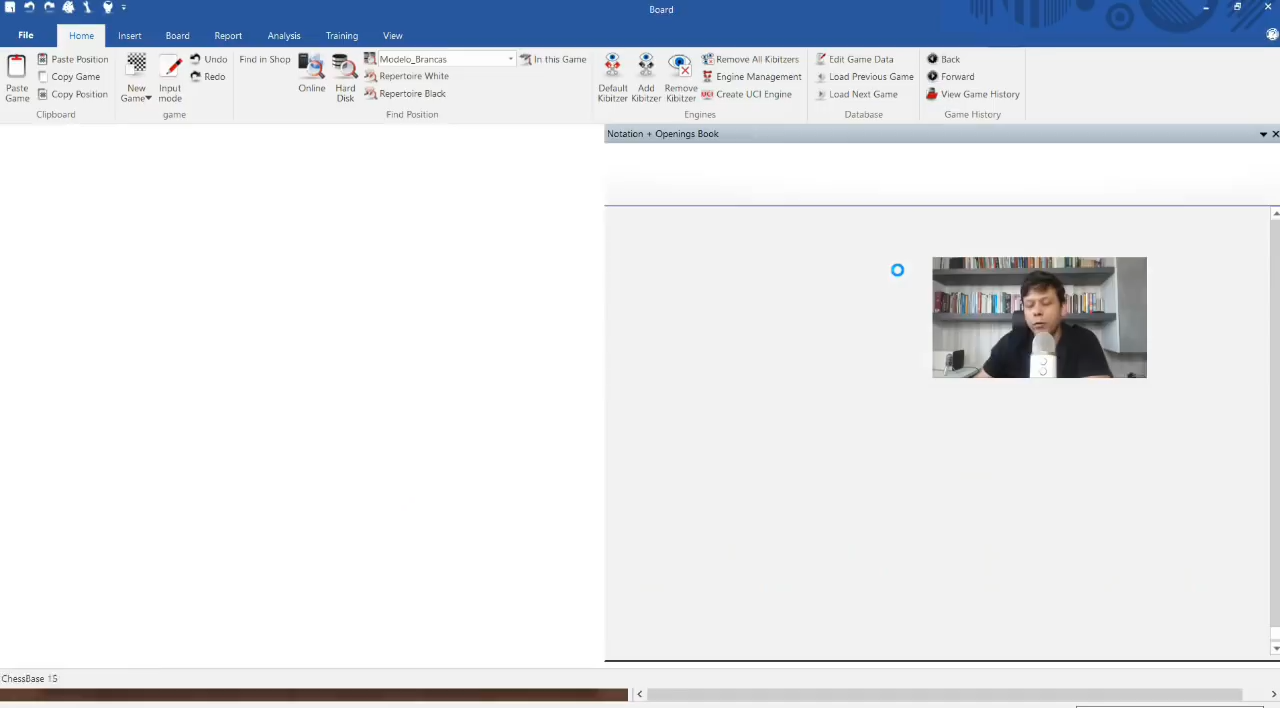 Board
File Home Insert Board Report Analysis Training View
Paste Game
Paste Position
Copy Game
Copy Position
Clipboard
New Game
Input mode
Undo
Redo
game
Find in Shop
Online
Hard Disk
Modelo_Brancas
Repertoire White
Repertoire Black
In this Game
Find Position
Default Kibitzer
Add Kibitzer
Remove Kibitzer
Remove All Kibitzers
Engine Management
UCI Create UCI Engine
Engines
Edit Game Data
Load Previous Game
Load Next Game
Database
Back
Forward
View Game History
Game History
Notation + Openings Book
ChessBase 15